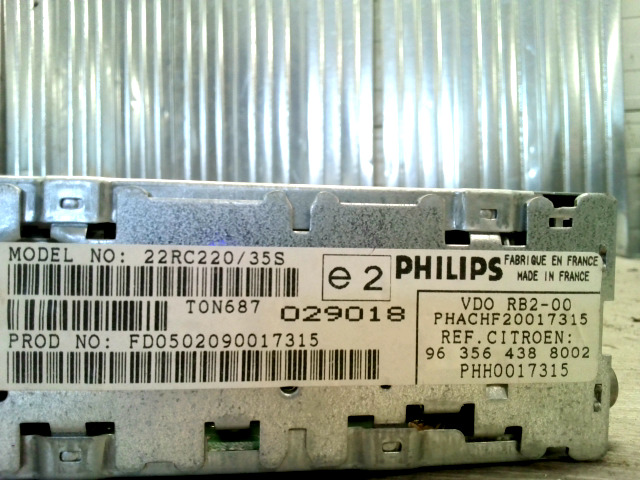 MODEL NO: 22RC220/35S
TON687
029018
PROD NO: FD0502090017315
e2
PHILIPS
FABRIQUE EN FRANCE
MADE IN FRANCE
VDO RB2-00
PHACHF20017315
REF.CITROEN:
96 356 438 8002
PHH0017315